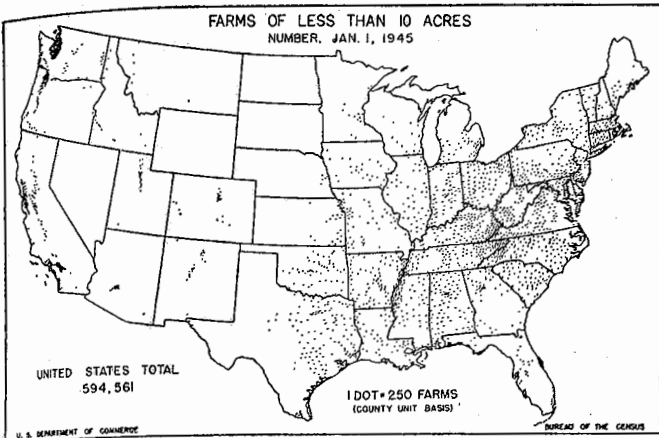 FARMS OF LESS THAN 10 ACRES
NUMBER, JAN. 1, 1945
UNITED STATES TOTAL
594,561
1 DOT = 250 FARMS
(COUNTY UNIT BASIS)
U. S. DEPARTMENT OF COMMERCE
BUREAU OF THE CENSUS